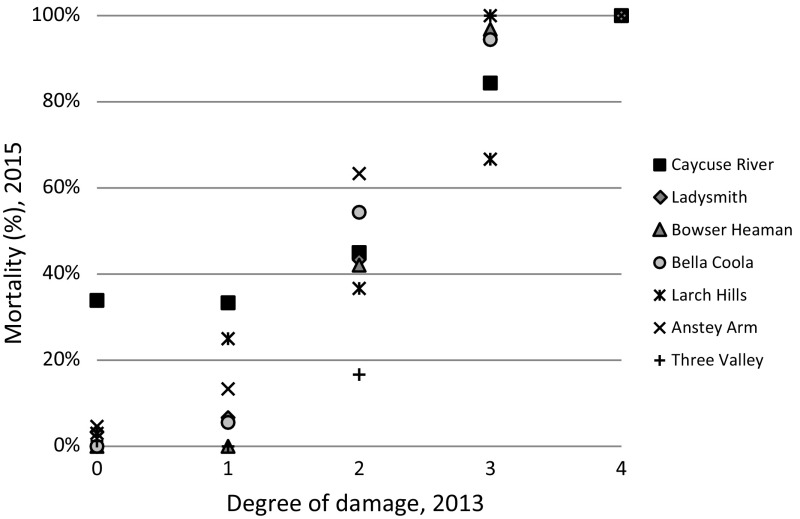 100%
80%
60%
40%
20%
0%
Mortality (%), 2015
0 1 2 3 4
Degree of damage, 2013
Caycuse River
Ladysmith
Bowser Heaman
Bella Coola
Larch Hills
Anstey Arm
Three Valley